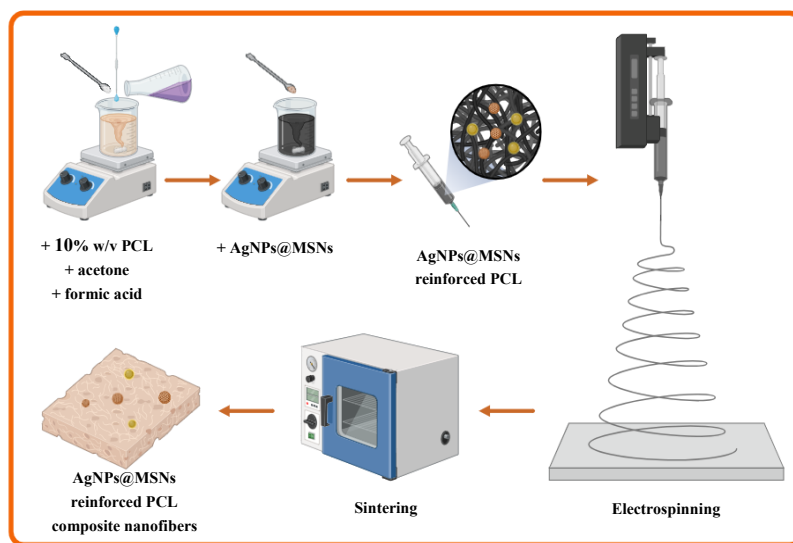 + 10% w/v PCL
+ acetone
+ formic acid
+ AgNPs@MSNs
AgNPs@MSNs
reinforced PCL
Electrospinning
Sintering
AgNPs@MSNs
reinforced PCL
composite nanofibers